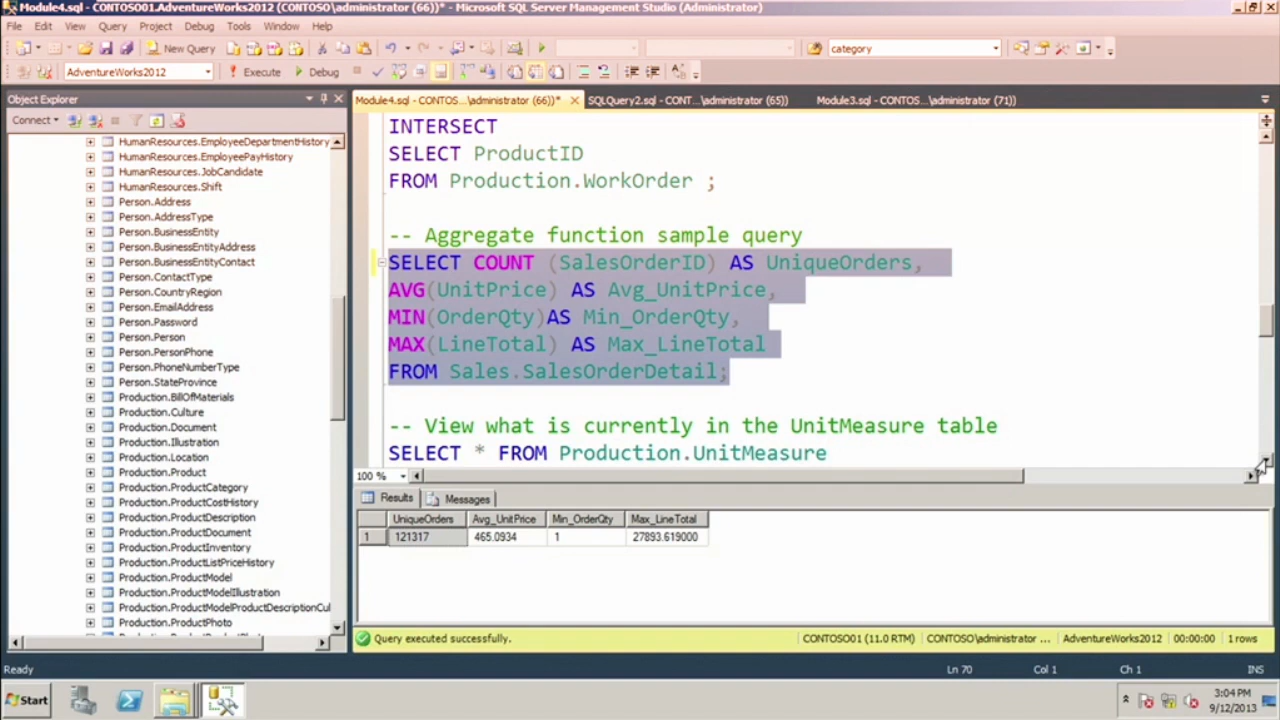 Module4.sql - CONTOSO01.AdventureWorks2012 (CONTOSO\administrator (66))* - Microsoft SQL Server Management Studio (Administrator)
File Edit View Query Project Debug Tools Window Help
New Query
category
AdventureWorks2012
Execute
Debug
Object Explorer
Connect
HumanResources.EmployeeDepartmentHistory
HumanResources.EmployeePayHistory
HumanResources.JobCandidate
HumanResources.Shift
Person.Address
Person.AddressType
Person.BusinessEntity
Person.BusinessEntityAddress
Person.BusinessEntityContact
Person.ContactType
Person.CountryRegion
Person.EmailAddress
Person.Password
Person.Person
Person.PersonPhone
Person.PhoneNumberType
Person.StateProvince
Production.BillOfMaterials
Production.Culture
Production.Document
Production.Illustration
Production.Location
Production.Product
Production.ProductCategory
Production.ProductCostHistory
Production.ProductDescription
Production.ProductDocument
Production.ProductInventory
Production.ProductListPriceHistory
Production.ProductModel
Production.ProductModelIllustration
Production.ProductModelProductDescriptionCul
Production.ProductPhoto
Module4.sql - CONTOS...\administrator (66))*
SQLQuery2.sql - CONT...\administrator (65))
Module3.sql - CONTOS...\administrator (71))
INTERSECT
SELECT ProductID
FROM Production.WorkOrder ;
-- Aggregate function sample query
SELECT COUNT (SalesOrderID) AS UniqueOrders,
AVG(UnitPrice) AS Avg_UnitPrice,
MIN(OrderQty)AS Min_OrderQty,
MAX(LineTotal) AS Max_LineTotal
FROM Sales.SalesOrderDetail;
-- View what is currently in the UnitMeasure table
SELECT * FROM Production.UnitMeasure
100 %
Results Messages
UniqueOrders Avg_UnitPrice Min_OrderQty Max_LineTotal
1 121317 465.0934 1 27893.619000
Query executed successfully.
CONTOSO01 (11.0 RTM) CONTOSO\administrator ... AdventureWorks2012 00:00:00 1 rows
Ready
Ln 70 Col 1 Ch 1 INS
Start
3:04 PM
9/12/2013